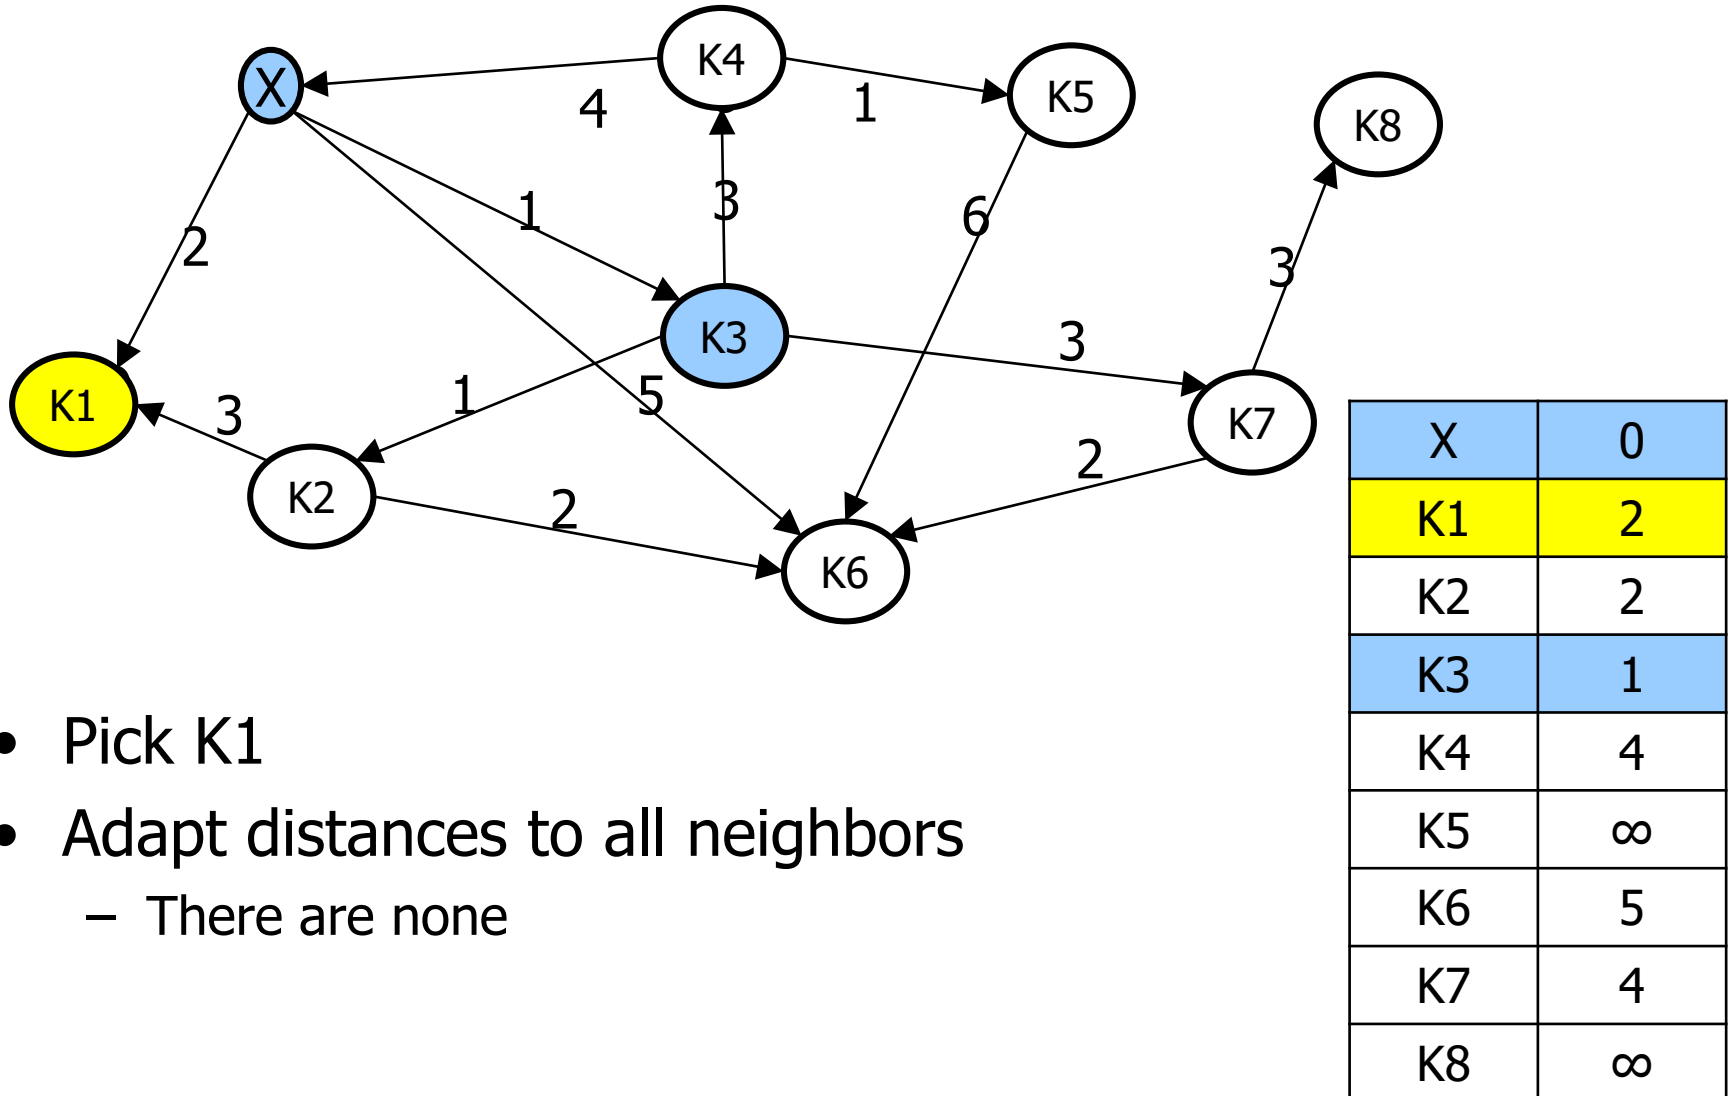 K4
X
K5
K8
4
1
1
3
6
2
3
K3
3
K1
3
1
5
K7
2
K2
2
K6
X 0
K1 2
K2 2
K3 1
K4 4
K5 ∞
K6 5
K7 4
K8 ∞
• Pick K1
• Adapt distances to all neighbors
– There are none